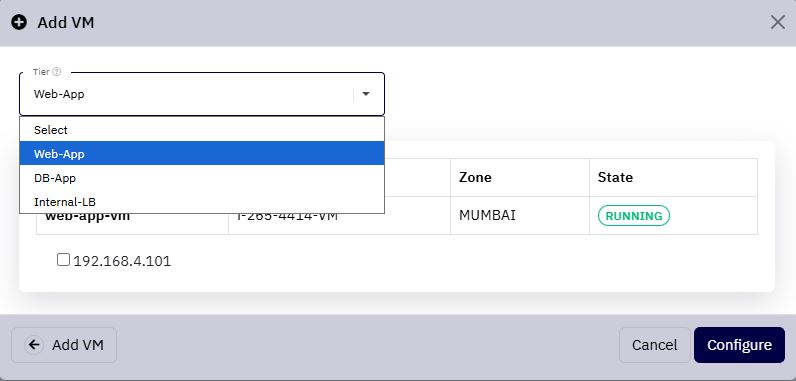 Add VM
Tier
Web-App
Select
Web-App
DB-App
Internal-LB
Zone State
web-app-vm i-265-4414-VM MUMBAI RUNNING
192.168.4.101
Add VM Cancel Configure